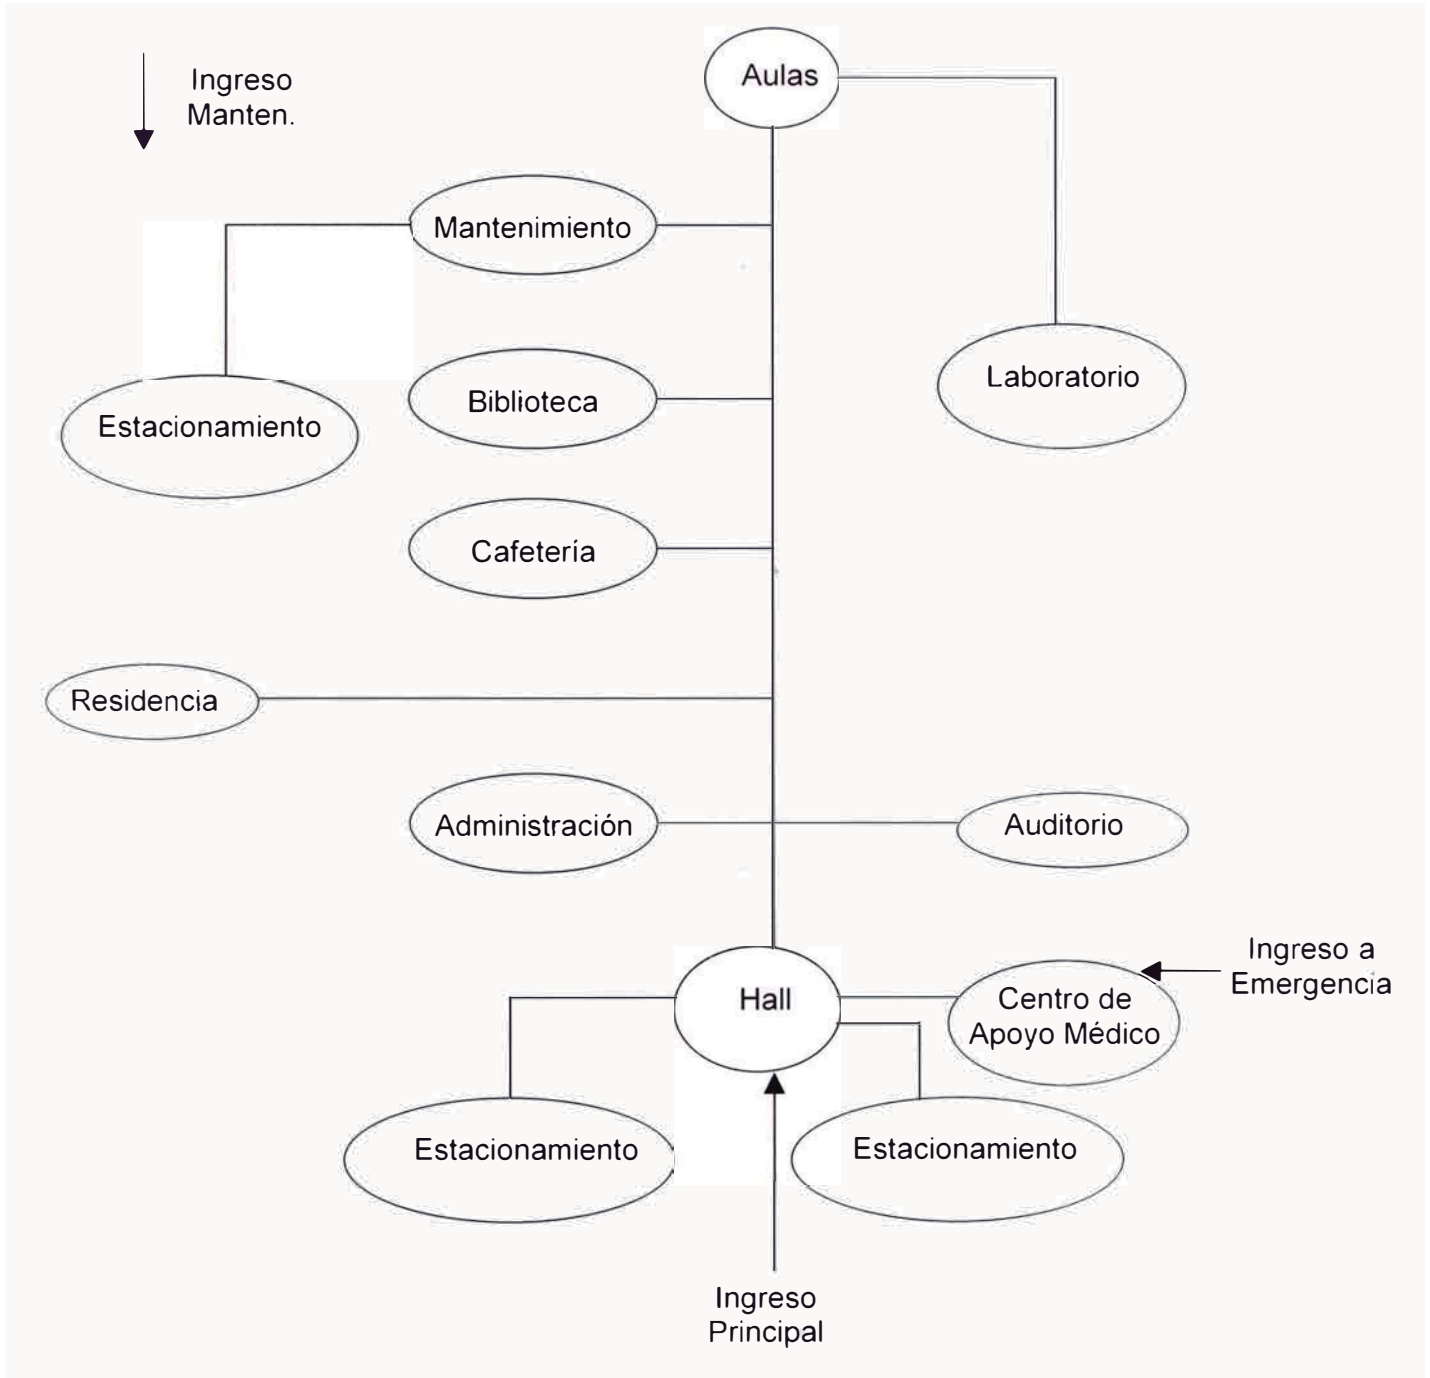 Aulas
Ingreso
Manten.
Mantenimiento
Laboratorio
Biblioteca
Estacionamiento
Cafetería
Residencia
Administración
Auditorio
Ingreso a
Emergencia
Hall
Centro de
Apoyo Médico
Estacionamiento
Estacionamiento
Ingreso
Principal